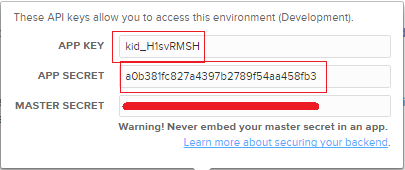 These API keys allow you to access this environment (Development).
APP KEY kid_H1svRMSH
APP SECRET a0b381fc827a4397b2789f54aa458fb3
MASTER SECRET
Warning! Never embed your master secret in an app.
Learn more about securing your backend.